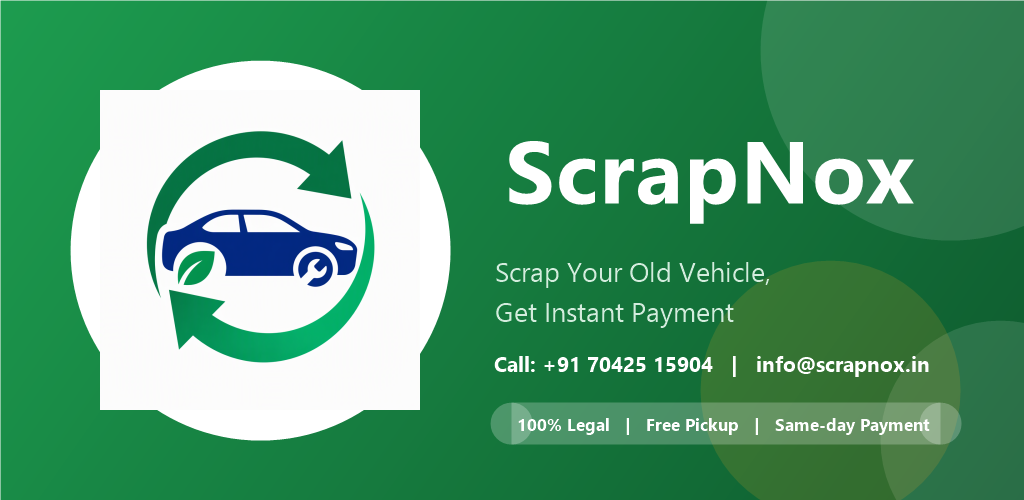 ScrapNox
Scrap Your Old Vehicle,
Get Instant Payment
Call: +91 70425 15904 | info@scrapnox.in
100% Legal | Free Pickup | Same-day Payment